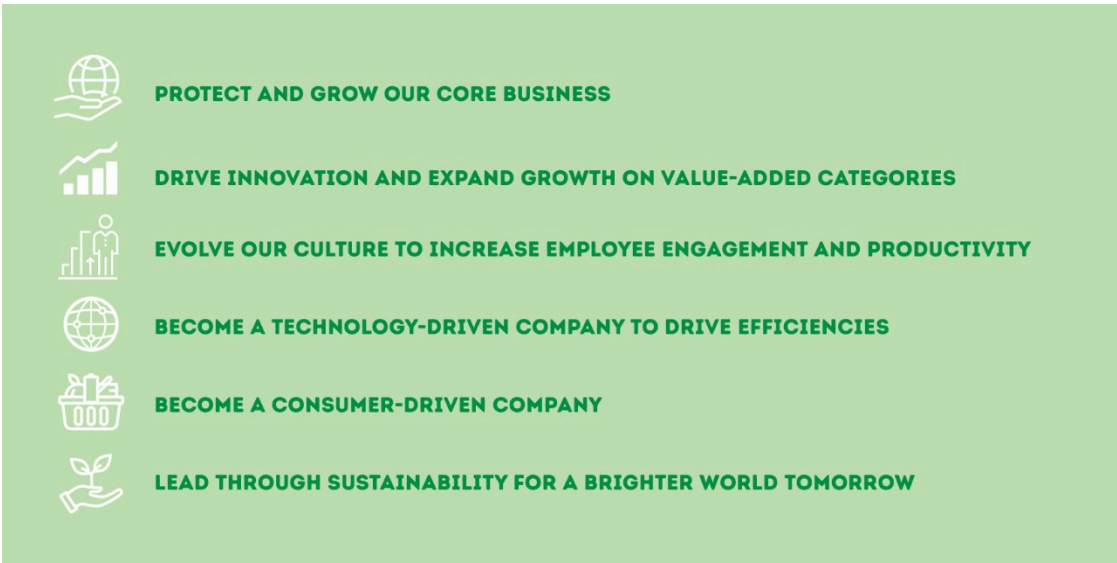 PROTECT AND GROW OUR CORE BUSINESS
DRIVE INNOVATION AND EXPAND GROWTH ON VALUE-ADDED CATEGORIES
EVOLVE OUR CULTURE TO INCREASE EMPLOYEE ENGAGEMENT AND PRODUCTIVITY
BECOME A TECHNOLOGY-DRIVEN COMPANY TO DRIVE EFFICIENCIES
BECOME A CONSUMER-DRIVEN COMPANY
LEAD THROUGH SUSTAINABILITY FOR A BRIGHTER WORLD TOMORROW